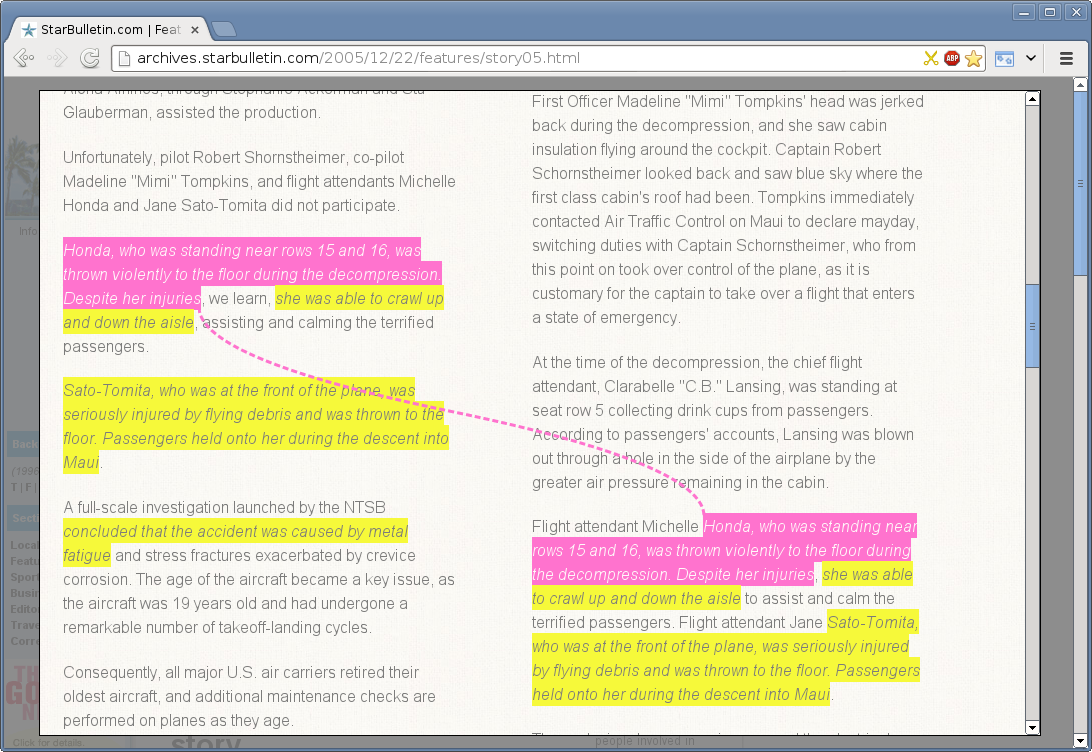 StarBulletin.com | Feat
archives.starbulletin.com/2005/12/22/features/story05.html
ABP
Glauberman, assisted the production.
Unfortunately, pilot Robert Shornstheimer, co-pilot
Madeline "Mimi" Tompkins, and flight attendants Michelle
Honda and Jane Sato-Tomita did not participate.
Honda, who was standing near rows 15 and 16, was
thrown violently to the floor during the decompression.
Despite her injuries, we learn, she was able to crawl up
and down the aisle, assisting and calming the terrified
passengers.
Sato-Tomita, who was at the front of the plane, was
seriously injured by flying debris and was thrown to the
floor. Passengers held onto her during the descent into
Maui.
A full-scale investigation launched by the NTSB
concluded that the accident was caused by metal
fatigue and stress fractures exacerbated by crevice
corrosion. The age of the aircraft became a key issue, as
the aircraft was 19 years old and had undergone a
remarkable number of takeoff-landing cycles.
Consequently, all major U.S. air carriers retired their
oldest aircraft, and additional maintenance checks are
performed on planes as they age.
First Officer Madeline "Mimi" Tompkins' head was jerked
back during the decompression, and she saw cabin
insulation flying around the cockpit. Captain Robert
Schornstheimer looked back and saw blue sky where the
first class cabin's roof had been. Tompkins immediately
contacted Air Traffic Control on Maui to declare mayday,
switching duties with Captain Schornstheimer, who from
this point on took over control of the plane, as it is
customary for the captain to take over a flight that enters
a state of emergency.
At the time of the decompression, the chief flight
attendant, Clarabelle "C.B." Lansing, was standing at
seat row 5 collecting drink cups from passengers.
According to passengers' accounts, Lansing was blown
out through a hole in the side of the airplane by the
greater air pressure remaining in the cabin.
Flight attendant Michelle Honda, who was standing near
rows 15 and 16, was thrown violently to the floor during
the decompression. Despite her injuries, she was able
to crawl up and down the aisle to assist and calm the
terrified passengers. Flight attendant Jane Sato-Tomita,
who was at the front of the plane, was seriously injured
by flying debris and was thrown to the floor. Passengers
held onto her during the descent into Maui.
Info
Back
(1996
T | F |
Sect
Local
Featu
Sport
Busin
Editor
Trave
Corre
Click for details.
story
people involved in